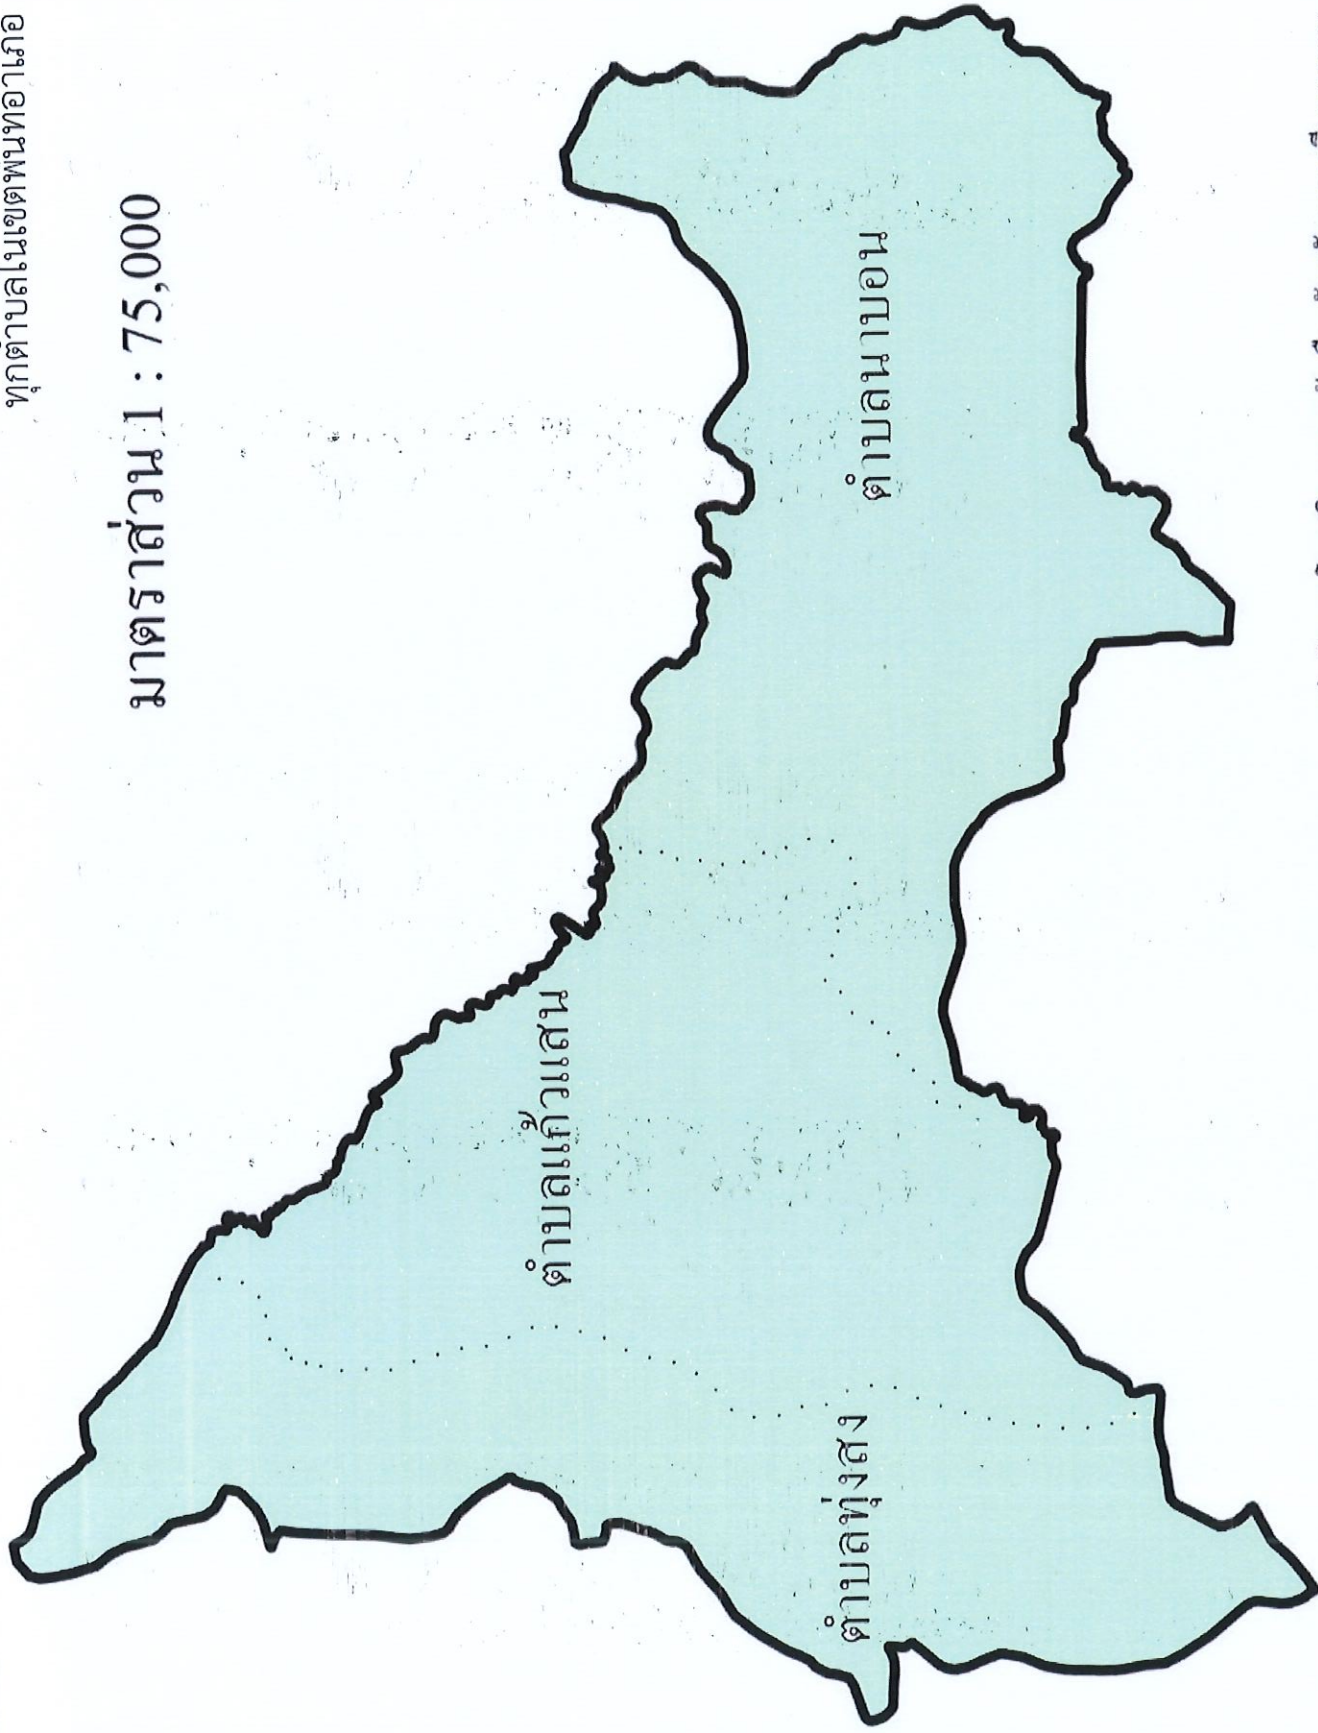 ทุกตำบลในเขตพื้นที่อำเภอ
มาตราส่วน 1 : 75,000
ตำบลนาบอน
ตำบลแก้วแสน
ตำบลทุ่งสง